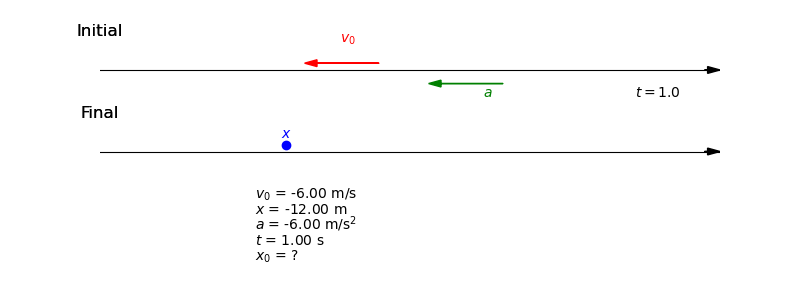 Initial
v₀
a
t = 1.0
Final
x
v₀ = -6.00 m/s
x = -12.00 m
a = -6.00 m/s²
t = 1.00 s
x₀ = ?